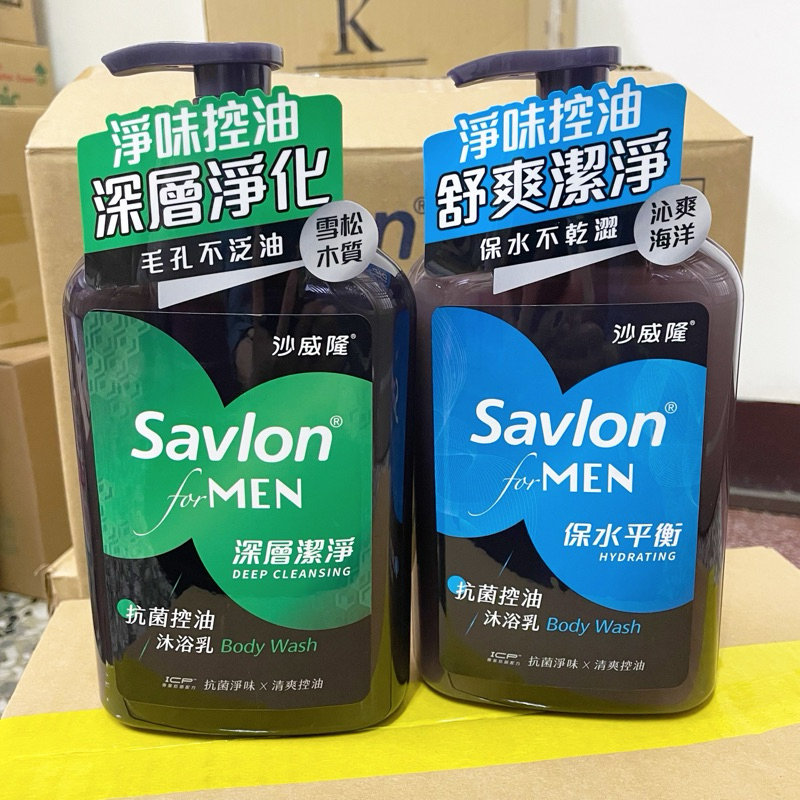 K
淨味控油
深層淨化
毛孔不泛油
雪松
木質
沙威隆®
Savlon®
for MEN
深層潔淨
DEEP CLEANSING
抗菌控油
沐浴乳 Body Wash
ICP™
抗菌淨味 × 清爽控油
淨味控油
舒爽潔淨
保水不乾澀
沁爽
海洋
沙威隆®
Savlon®
for MEN
保水平衡
HYDRATING
抗菌控油
沐浴乳 Body Wash
ICP™
抗菌淨味 × 清爽控油